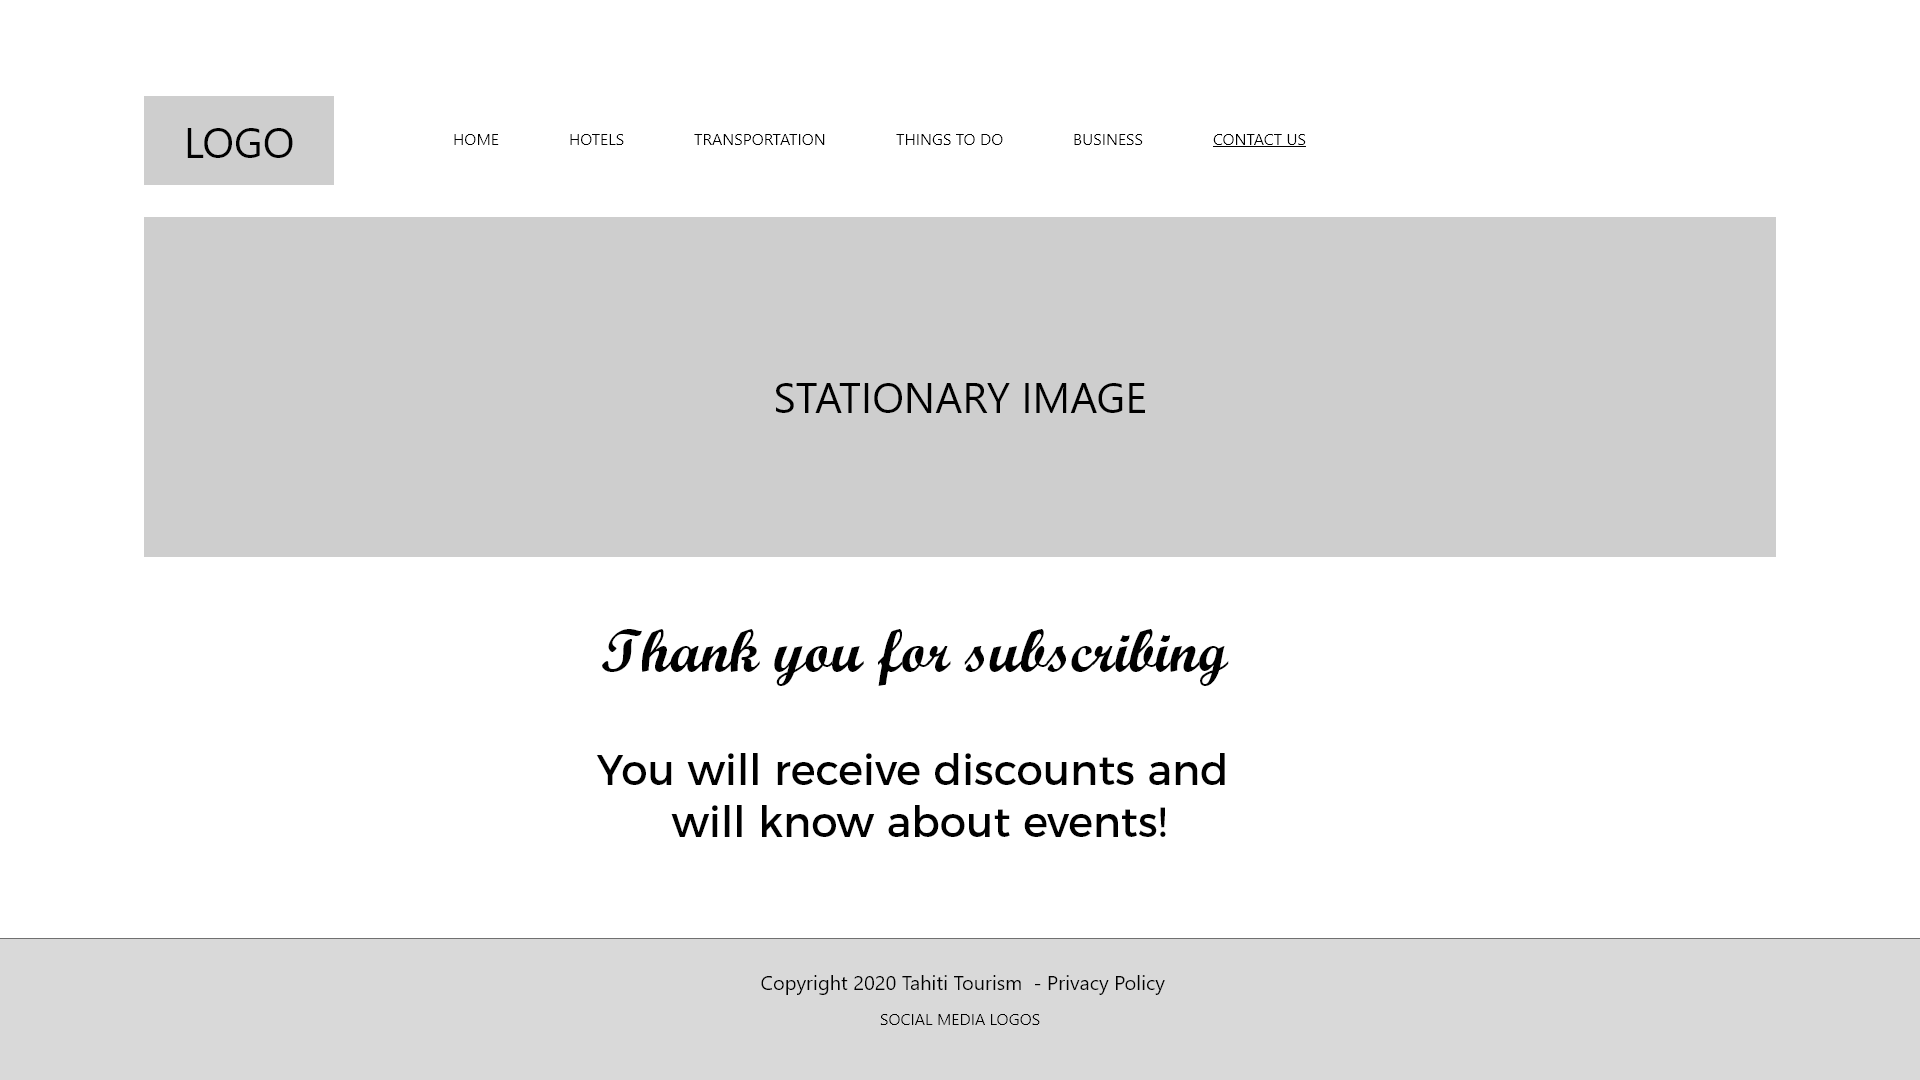 LOGO
HOME HOTELS TRANSPORTATION THINGS TO DO BUSINESS CONTACT US
STATIONARY IMAGE
Thank you for subscribing
You will receive discounts and
will know about events!
Copyright 2020 Tahiti Tourism - Privacy Policy
SOCIAL MEDIA LOGOS